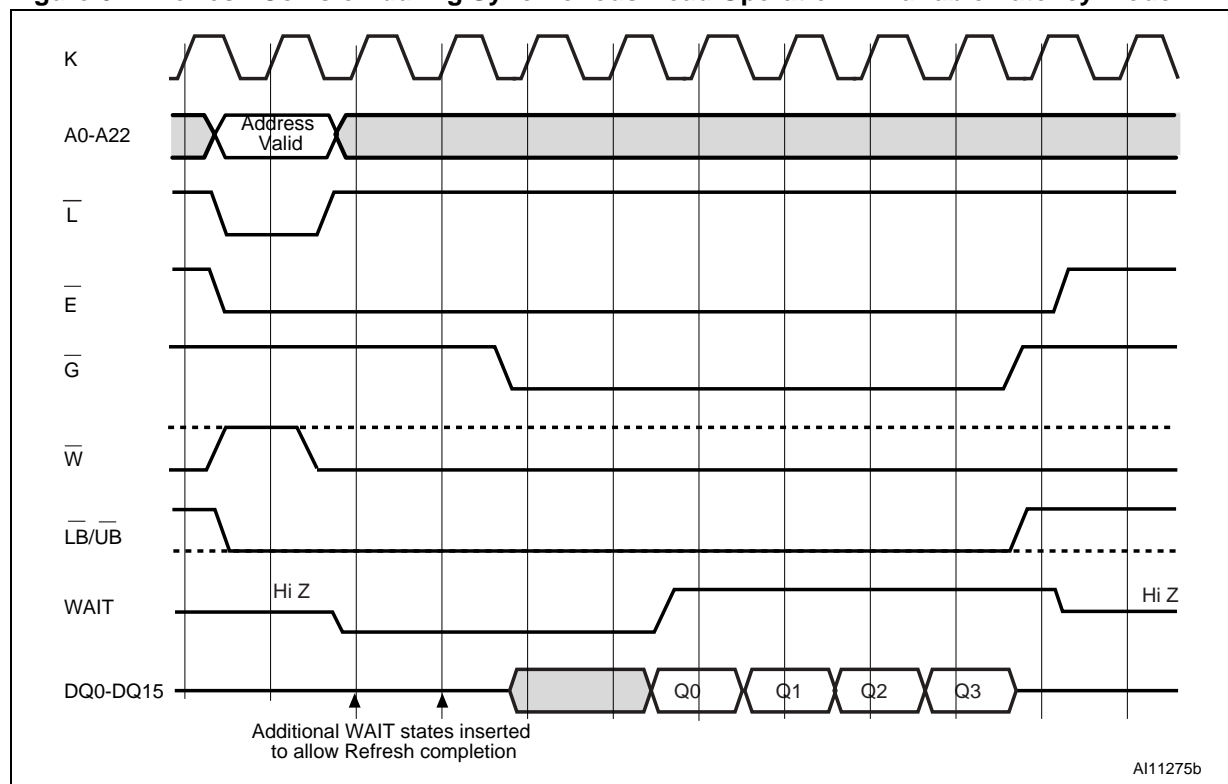 K
A0-A22
Address
Valid
L
E
G
W
LB/UB
Hi Z
WAIT
Hi Z
DQ0-DQ15
Q0
Q1
Q2
Q3
Additional WAIT states inserted
to allow Refresh completion
AI11275b